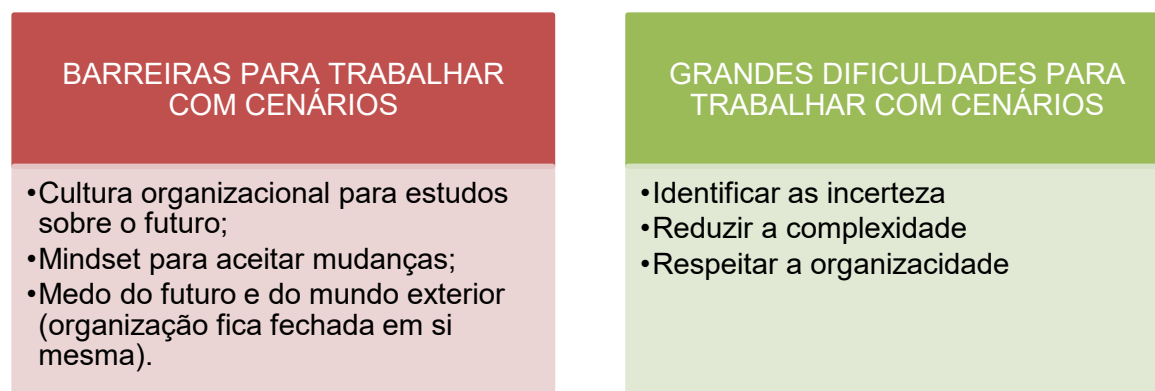 BARREIRAS PARA TRABALHAR
COM CENÁRIOS
•Cultura organizacional para estudos
sobre o futuro;
•Mindset para aceitar mudanças;
•Medo do futuro e do mundo exterior
(organização fica fechada em si
mesma).
GRANDES DIFICULDADES PARA
TRABALHAR COM CENÁRIOS
•Identificar as incerteza
•Reduzir a complexidade
•Respeitar a organizacidade